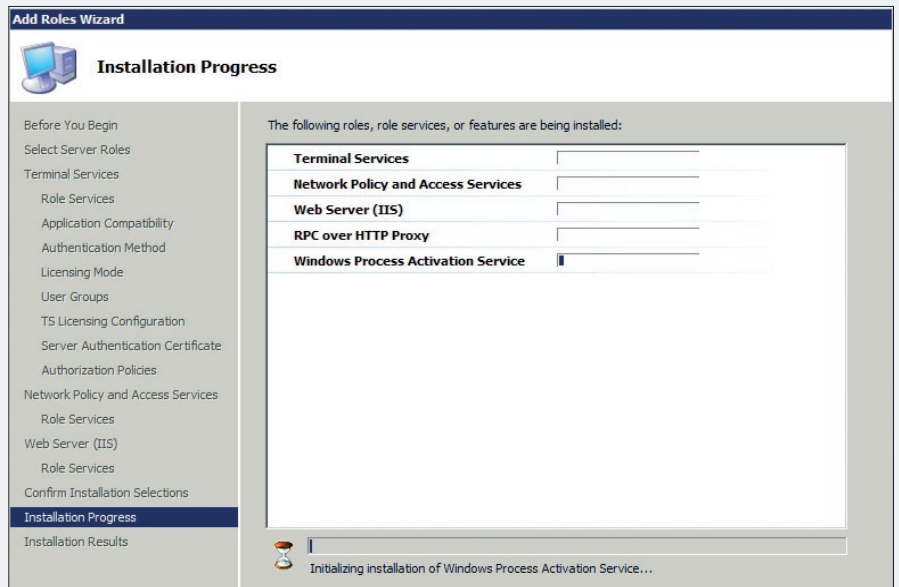 Add Roles Wizard
Installation Progress
Before You Begin
Select Server Roles
Terminal Services
Role Services
Application Compatibility
Authentication Method
Licensing Mode
User Groups
TS Licensing Configuration
Server Authentication Certificate
Authorization Policies
Network Policy and Access Services
Role Services
Web Server (IIS)
Role Services
Confirm Installation Selections
Installation Progress
Installation Results
The following roles, role services, or features are being installed:
Terminal Services
Network Policy and Access Services
Web Server (IIS)
RPC over HTTP Proxy
Windows Process Activation Service
Initializing installation of Windows Process Activation Service...